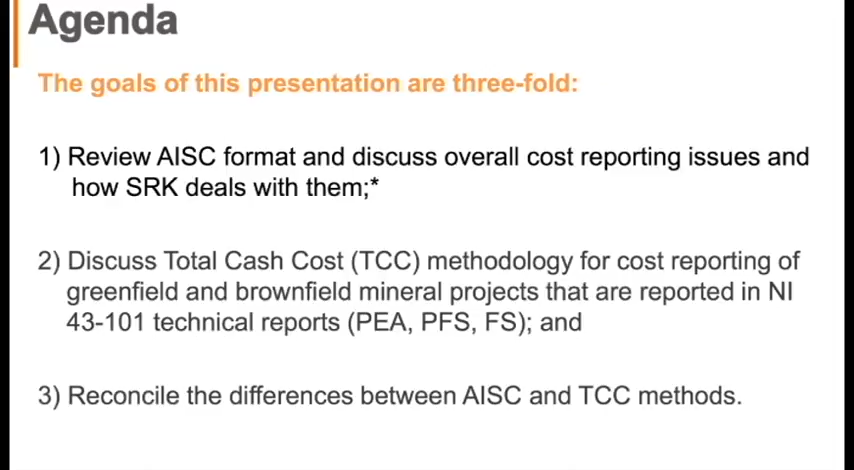 Agenda
The goals of this presentation are three-fold:
1) Review AISC format and discuss overall cost reporting issues and
how SRK deals with them;*
2) Discuss Total Cash Cost (TCC) methodology for cost reporting of
greenfield and brownfield mineral projects that are reported in NI
43-101 technical reports (PEA, PFS, FS); and
3) Reconcile the differences between AISC and TCC methods.